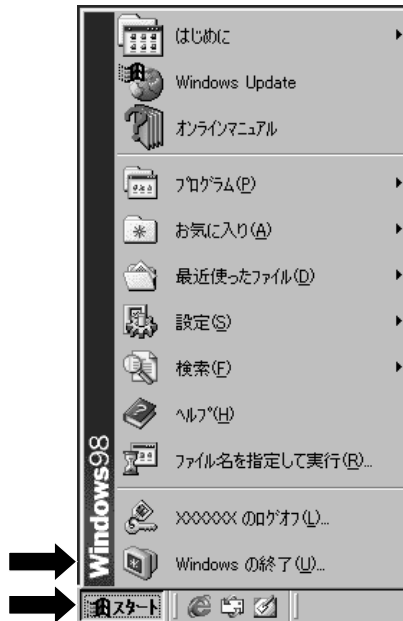 はじめに
Windows Update
オンラインマニュアル
プログラム(P)
お気に入り(A)
最近使ったファイル(D)
設定(S)
検索(F)
ヘルプ(H)
ファイル名を指定して実行(R)...
XXXXXX のログオフ(L)...
Windows の終了(U)...
Windows98
スタート